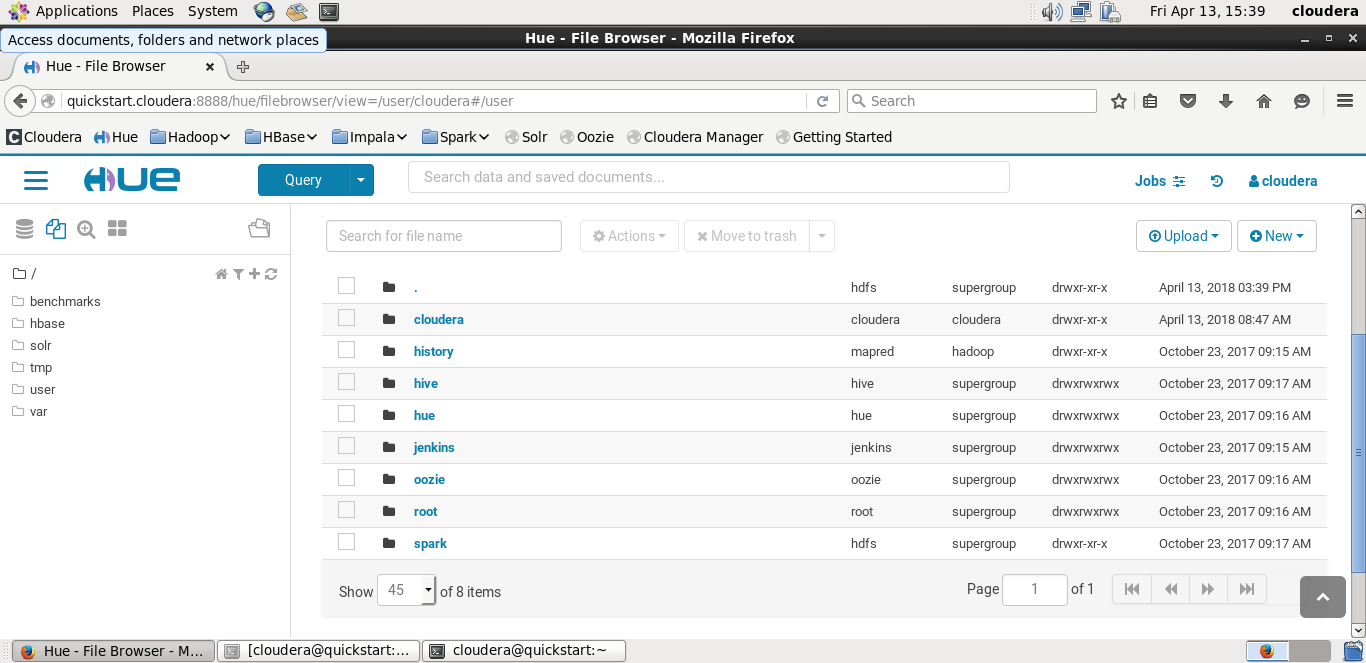 Applications Places System Fri Apr 13, 15:39 cloudera
Access documents, folders and network places
Hue - File Browser - Mozilla Firefox
Hue - File Browser
quickstart.cloudera:8888/hue/filebrowser/view=/user/cloudera#/user Search
Cloudera Hue Hadoop HBase Impala Spark Solr Oozie Cloudera Manager Getting Started
HUE Query Search data and saved documents... Jobs cloudera
Search for file name Actions Move to trash Upload New
/
benchmarks
hbase
solr
tmp
user
var
. hdfs supergroup drwxr-xr-x April 13, 2018 03:39 PM
cloudera cloudera cloudera drwxr-xr-x April 13, 2018 08:47 AM
history mapred hadoop drwxr-xr-x October 23, 2017 09:15 AM
hive hive supergroup drwxrwxrwx October 23, 2017 09:17 AM
hue hue supergroup drwxrwxrwx October 23, 2017 09:16 AM
jenkins jenkins supergroup drwxrwxrwx October 23, 2017 09:15 AM
oozie oozie supergroup drwxrwxrwx October 23, 2017 09:16 AM
root root supergroup drwxrwxrwx October 23, 2017 09:16 AM
spark hdfs supergroup drwxr-xr-x October 23, 2017 09:17 AM
Show 45 of 8 items Page 1 of 1
Hue - File Browser - M... [cloudera@quickstart:... cloudera@quickstart:~